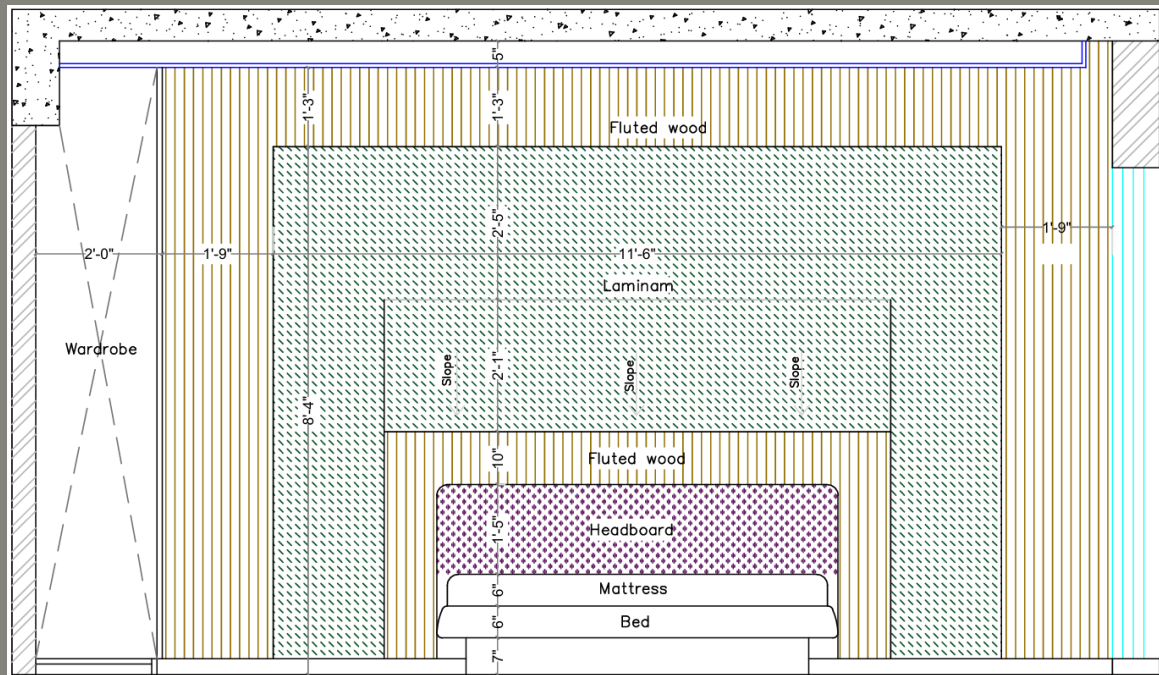 5"
1'-3"
1'-3"
Fluted wood
2'-5"
2'-0"
1'-9"
11'-6"
1'-9"
Laminam
Wardrobe
Slope
2'-1"
Slope
Slope
8'-4"
10"
Fluted wood
1'-5"
Headboard
6"
Mattress
6"
Bed
7"